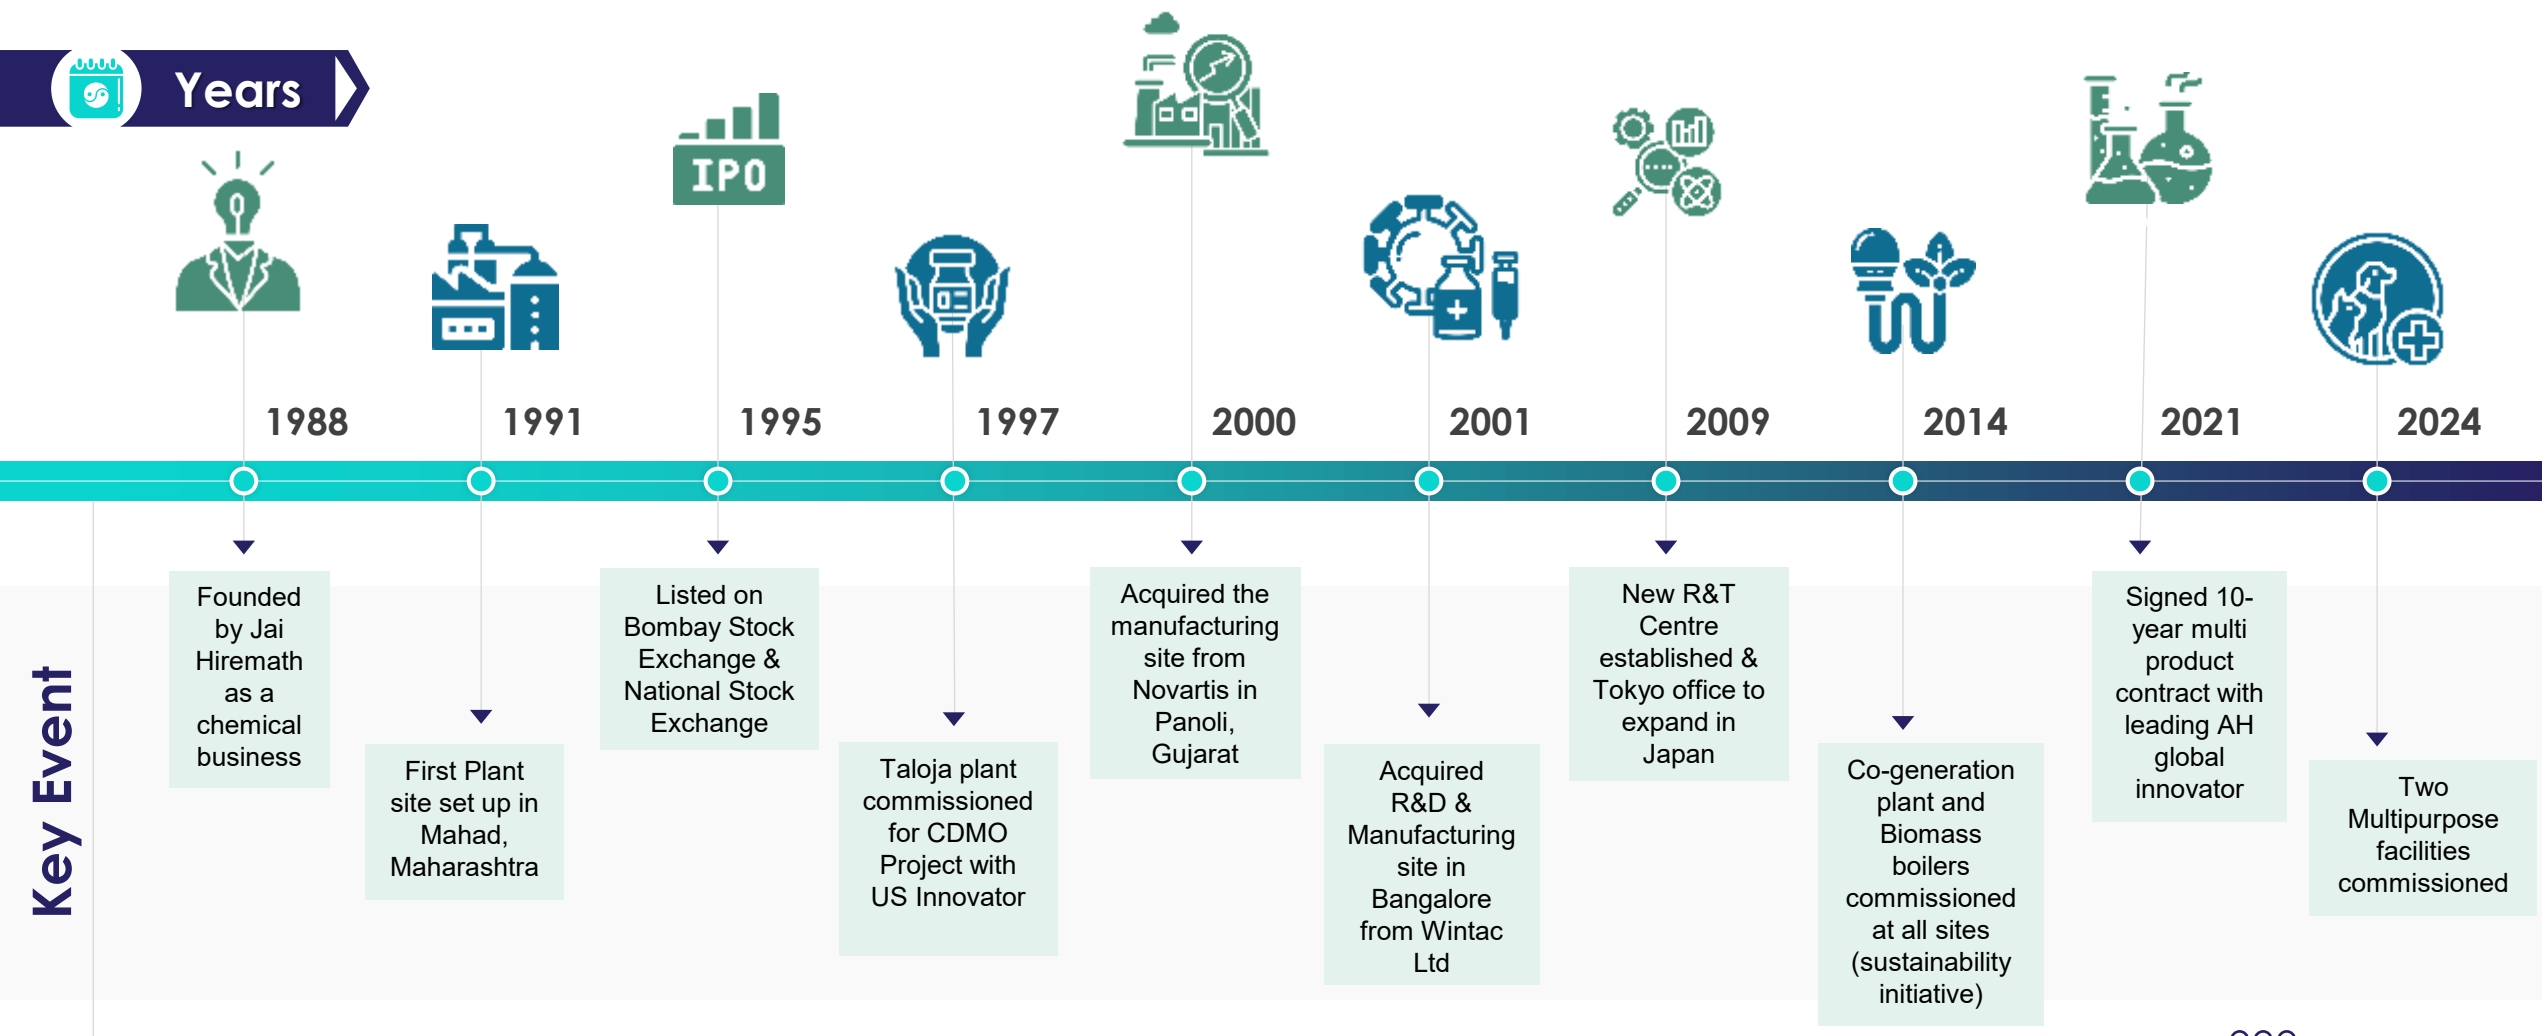 Years
IPO
1988
1991
1995
1997
2000
2001
2009
2014
2021
2024
Key Event
Founded
by Jai
Hiremath
as a
chemical
business
First Plant
site set up in
Mahad,
Maharashtra
Listed on
Bombay Stock
Exchange &
National Stock
Exchange
Taloja plant
commissioned
for CDMO
Project with
US Innovator
Acquired the
manufacturing
site from
Novartis in
Panoli,
Gujarat
Acquired
R&D &
Manufacturing
site in
Bangalore
from Wintac
Ltd
New R&T
Centre
established &
Tokyo office to
expand in
Japan
Co-generation
plant and
Biomass
boilers
commissioned
at all sites
(sustainability
initiative)
Signed 10-
year multi
product
contract with
leading AH
global
innovator
Two
Multipurpose
facilities
commissioned